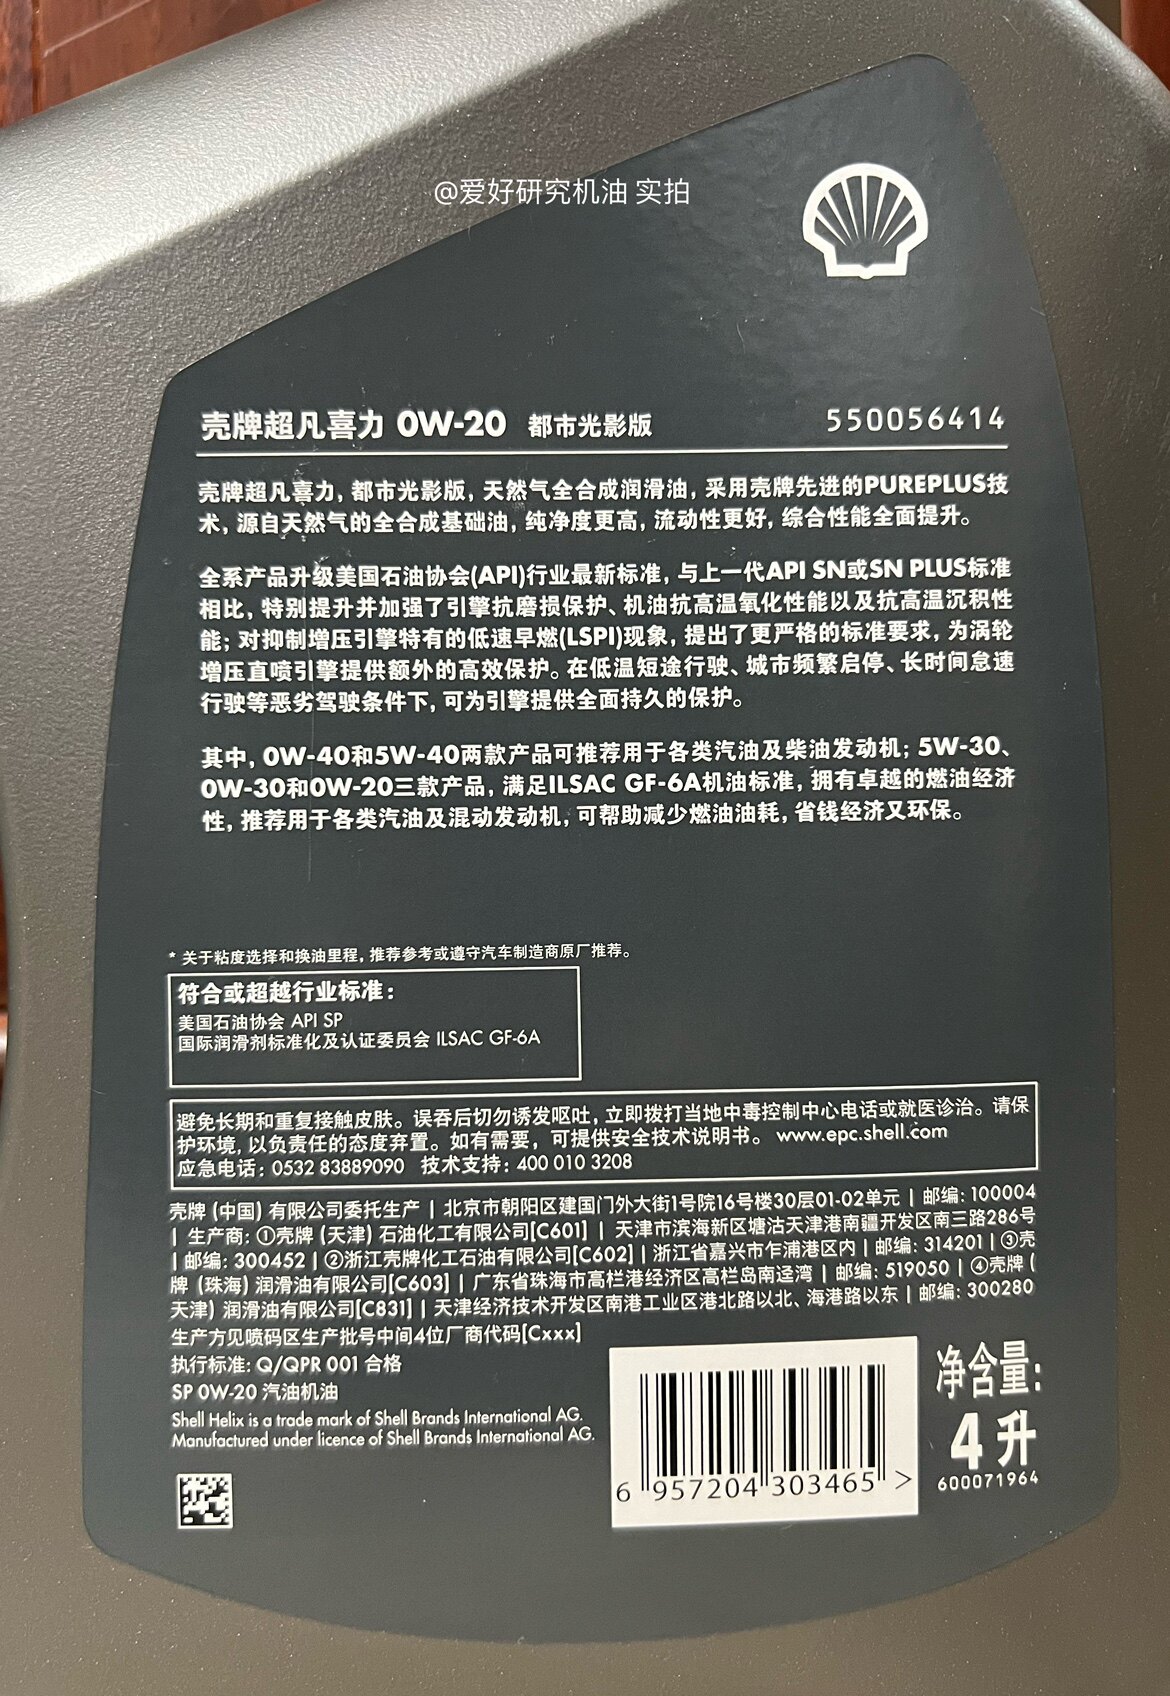 @爱好研究机油 实拍
壳牌超凡喜力 0W-20 都市光影版 550056414
壳牌超凡喜力，都市光影版，天然气全合成润滑油，采用壳牌先进的PUREPLUS技
术，源自天然气的全合成基础油，纯净度更高，流动性更好，综合性能全面提升。
全系产品升级美国石油协会(API)行业最新标准，与上一代API SN或SN PLUS标准
相比，特别提升并加强了引擎抗磨损保护、机油抗高温氧化性能以及抗高温沉积性
能；对抑制增压引擎特有的低速早燃(LSPI)现象，提出了更严格的标准要求，为涡轮
增压直喷引擎提供额外的高效保护。在低温短途行驶、城市频繁启停、长时间怠速
行驶等恶劣驾驶条件下，可为引擎提供全面持久的保护。
其中，0W-40和5W-40两款产品可推荐用于各类汽油及柴油发动机；5W-30、
0W-30和0W-20三款产品，满足ILSAC GF-6A机油标准，拥有卓越的燃油经济
性，推荐用于各类汽油及混动发动机，可帮助减少燃油油耗，省钱经济又环保。
* 关于粘度选择和换油里程，推荐参考或遵守汽车制造商原厂推荐。
符合或超越行业标准：
美国石油协会 API SP
国际润滑剂标准化及认证委员会 ILSAC GF-6A
避免长期和重复接触皮肤。误吞后切勿诱发呕吐，立即拨打当地中毒控制中心电话或就医诊治。请保
护环境，以负责任的态度弃置。如有需要，可提供安全技术说明书。 www.epc.shell.com
应急电话：0532 83889090 技术支持：400 010 3208
壳牌 (中国) 有限公司委托生产 | 北京市朝阳区建国门外大街1号院16号楼30层01-02单元 | 邮编：100004
| 生产商：①壳牌 (天津) 石油化工有限公司[C601] | 天津市滨海新区塘沽天津港南疆开发区南三路286号
| 邮编：300452 | ②浙江壳牌化工石油有限公司[C602] | 浙江省嘉兴市乍浦港区内 | 邮编：314201 | ③壳
牌 (珠海) 润滑油有限公司[C603] | 广东省珠海市高栏港经济区高栏岛南迳湾 | 邮编：519050 | ④壳牌 (
天津) 润滑油有限公司[C831] | 天津经济技术开发区南港工业区港北路以北、海港路以东 | 邮编：300280
生产方见喷码区生产批号中间4位厂商代码[Cxxx]
执行标准：Q/QPR 001 合格
SP 0W-20 汽油机油
Shell Helix is a trade mark of Shell Brands International AG.
Manufactured under licence of Shell Brands International AG.
6 957204 303465 >
净含量：
4 升
600071964